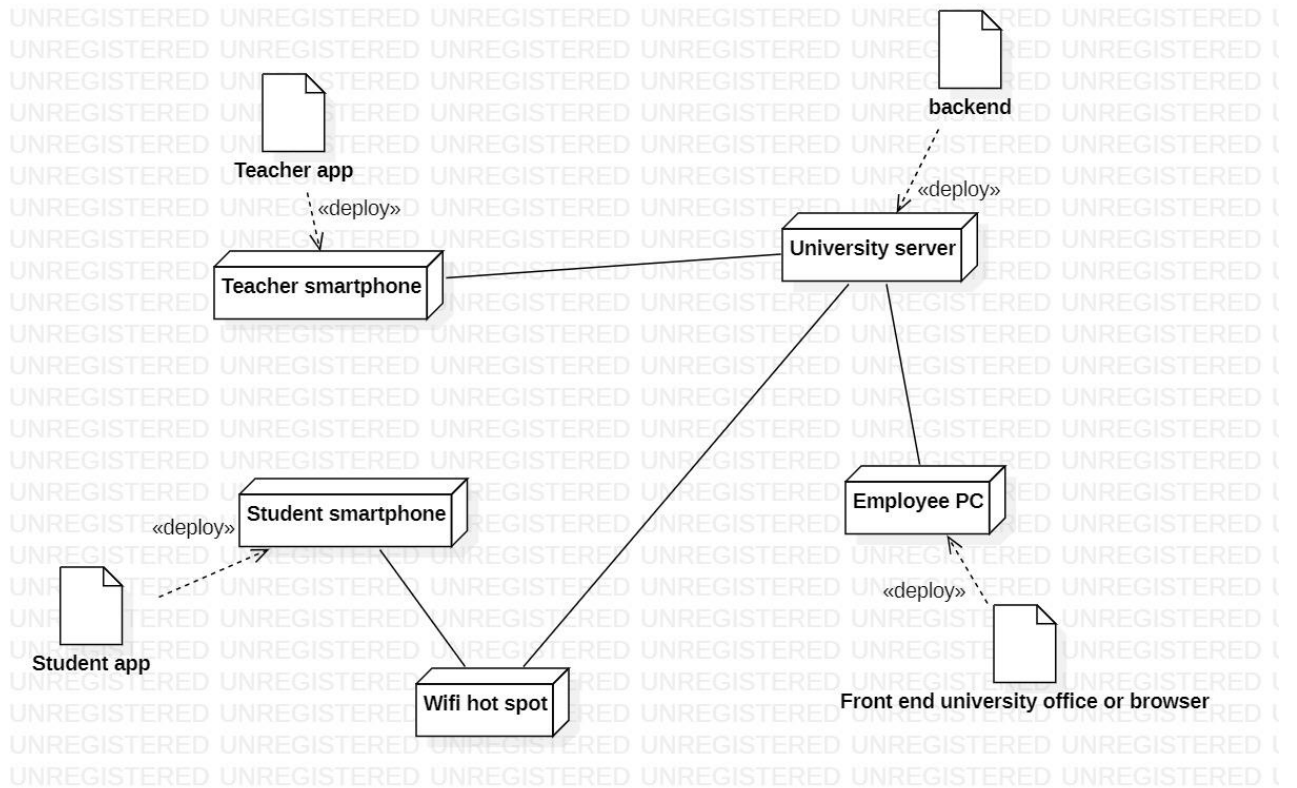 backend
Teacher app
«deploy»
«deploy»
University server
Teacher smartphone
Employee PC
Student smartphone
«deploy»
«deploy»
Student app
Wifi hot spot
Front end university office or browser
UNREGISTERED